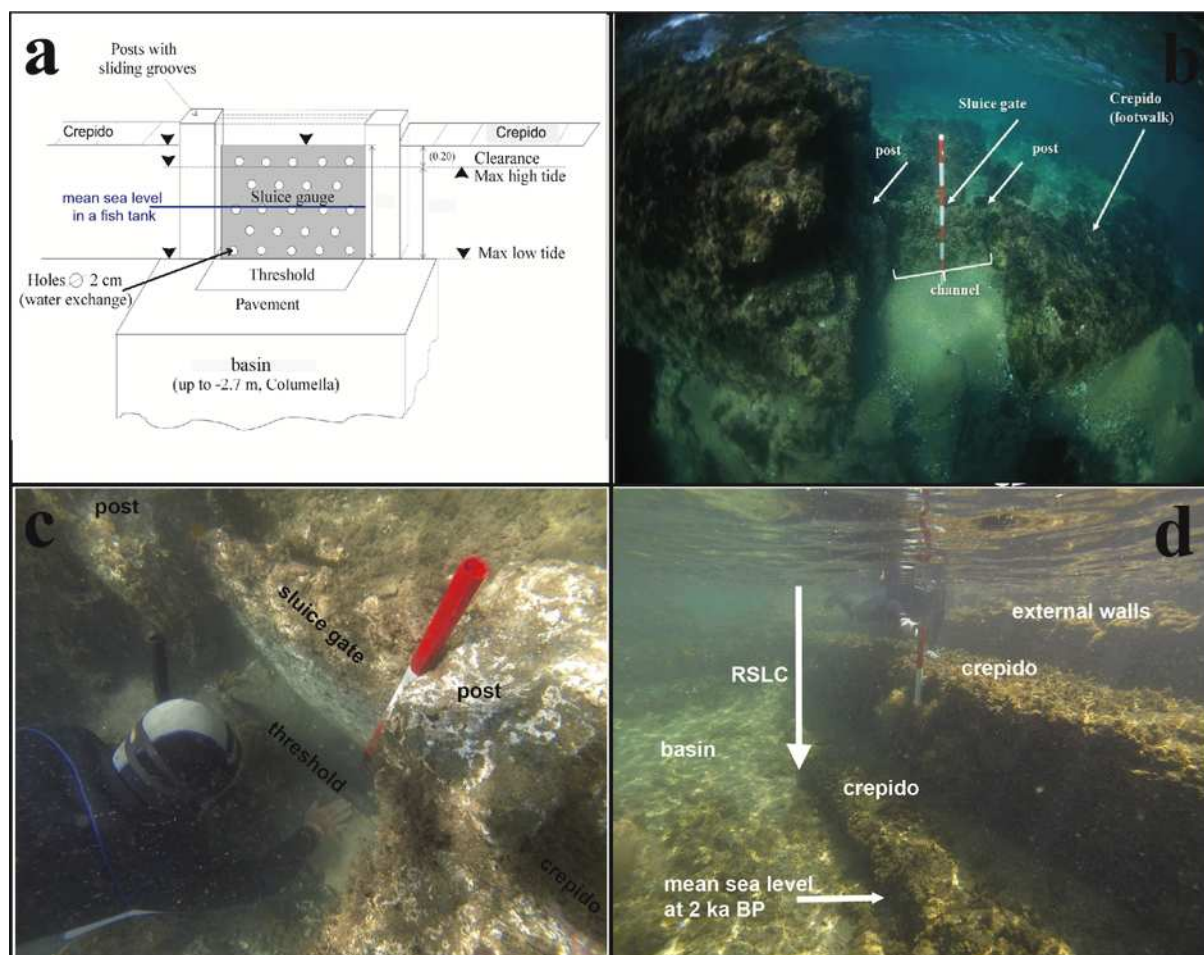 a
Posts with
sliding grooves
Crepido
Crepido
(0.20)
Clearance
Max high tide
Sluice gauge
mean sea level
in a fish tank
Max low tide
Holes ∅ 2 cm
(water exchange)
Threshold
Pavement
basin
(up to -2.7 m, Columella)
b
Sluice gate
Crepido
(footwalk)
post
post
channel
c
post
sluice gate
post
threshold
crepido
d
external walls
crepido
RSLC
basin
crepido
mean sea level
at 2 ka BP